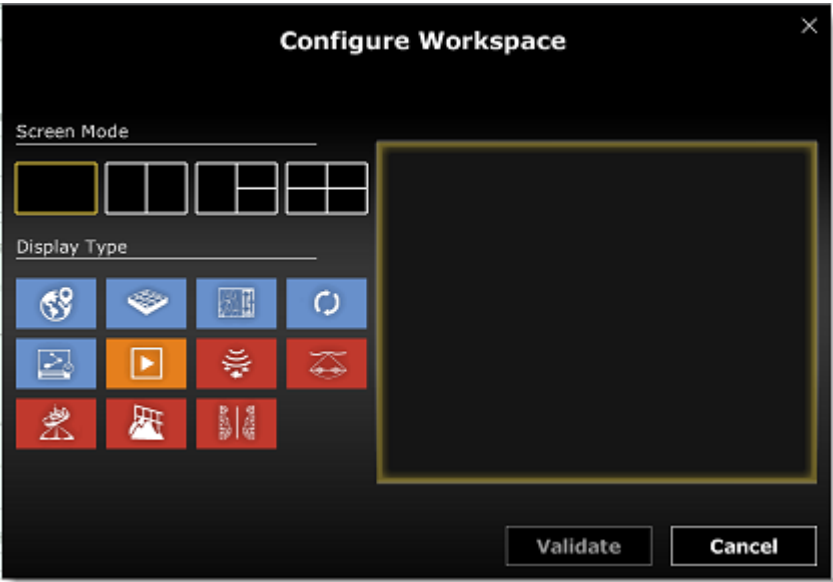 Configure Workspace
Screen Mode
Display Type
Validate
Cancel